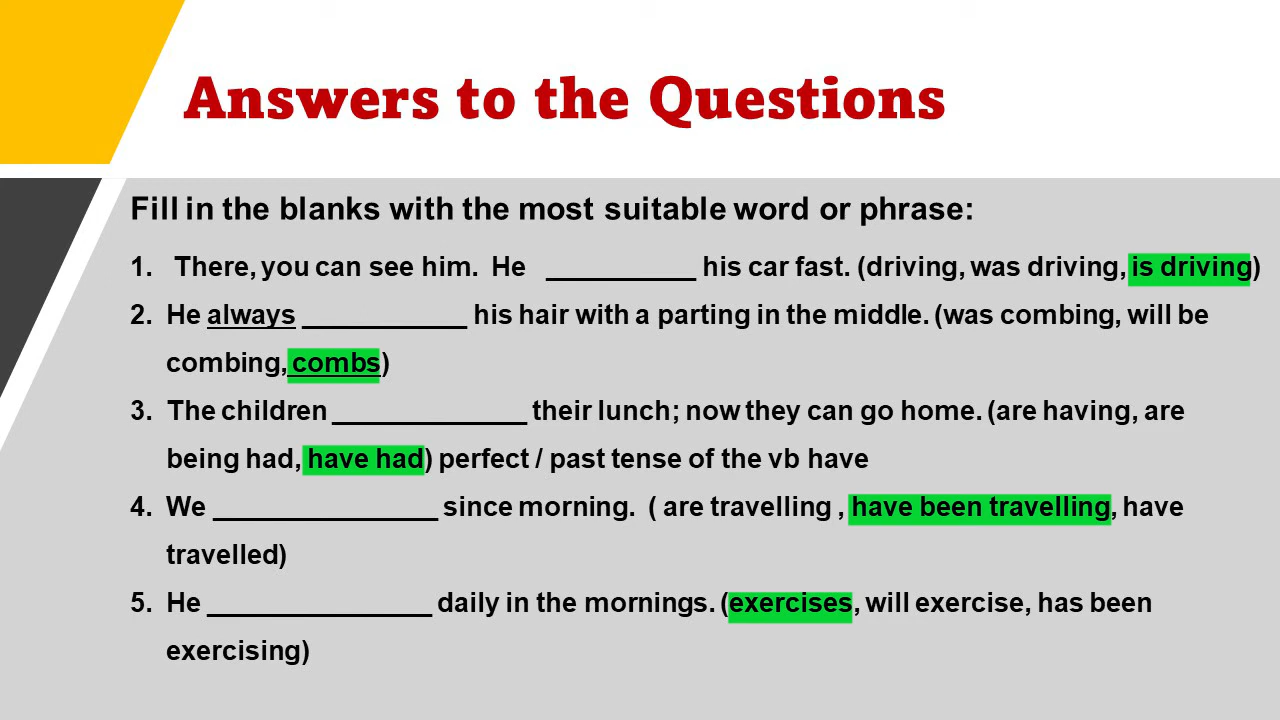 Answers to the Questions
Fill in the blanks with the most suitable word or phrase:
1. There, you can see him. He __________ his car fast. (driving, was driving, is driving)
2. He always ___________ his hair with a parting in the middle. (was combing, will be
combing, combs)
3. The children _____________ their lunch; now they can go home. (are having, are
being had, have had) perfect / past tense of the vb have
4. We _______________ since morning. ( are travelling , have been travelling, have
travelled)
5. He _______________ daily in the mornings. (exercises, will exercise, has been
exercising)